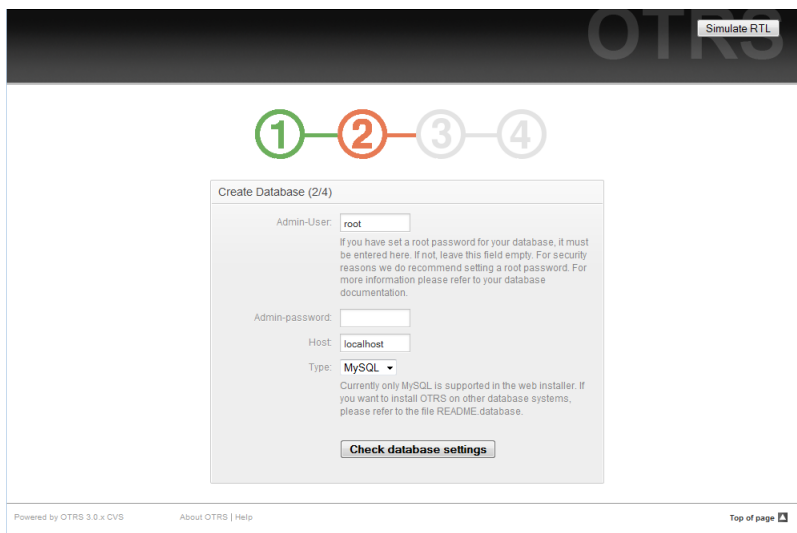 OTRS
Simulate RTL
1 2 3 4
Create Database (2/4)
Admin-User: root
If you have set a root password for your database, it must
be entered here. If not, leave this field empty. For security
reasons we do recommend setting a root password. For
more information please refer to your database
documentation.
Admin-password:
Host: localhost
Type: MySQL
Currently only MySQL is supported in the web installer. If
you want to install OTRS on other database systems,
please refer to the file README.database.
Check database settings
Powered by OTRS 3.0.x CVS About OTRS | Help Top of page